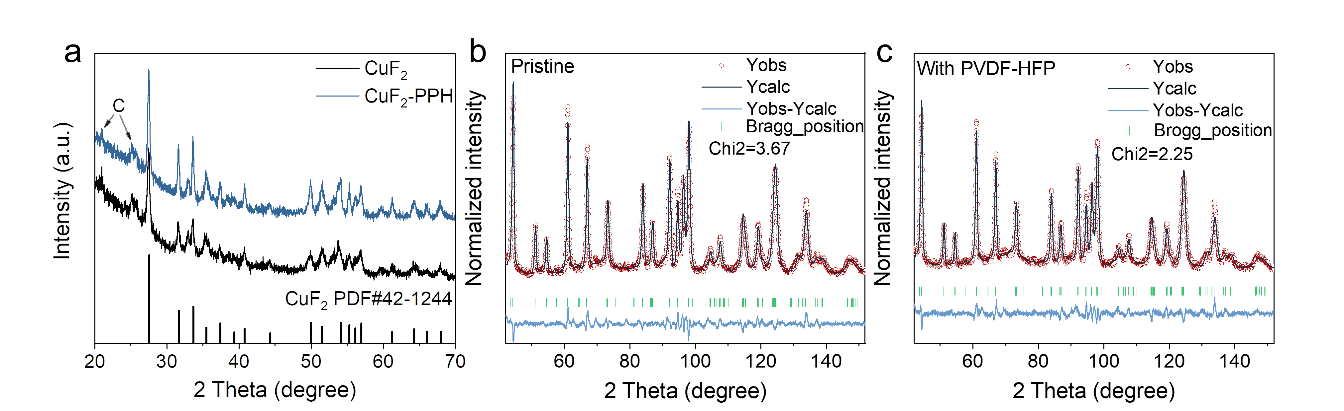 a
CuF2
CuF2-PPH
C
CuF2 PDF#42-1244
Intensity (a.u.)
20 30 40 50 60 70
2 Theta (degree)
b
Pristine
Yobs
Ycalc
Yobs-Ycalc
Bragg_position
Chi2=3.67
Normalized intensity
60 80 100 120 140
2 Theta (degree)
c
With PVDF-HFP
Yobs
Ycalc
Yobs-Ycalc
Brogg_position
Chi2=2.25
Normalized intensity
60 80 100 120 140
2 Theta (degree)